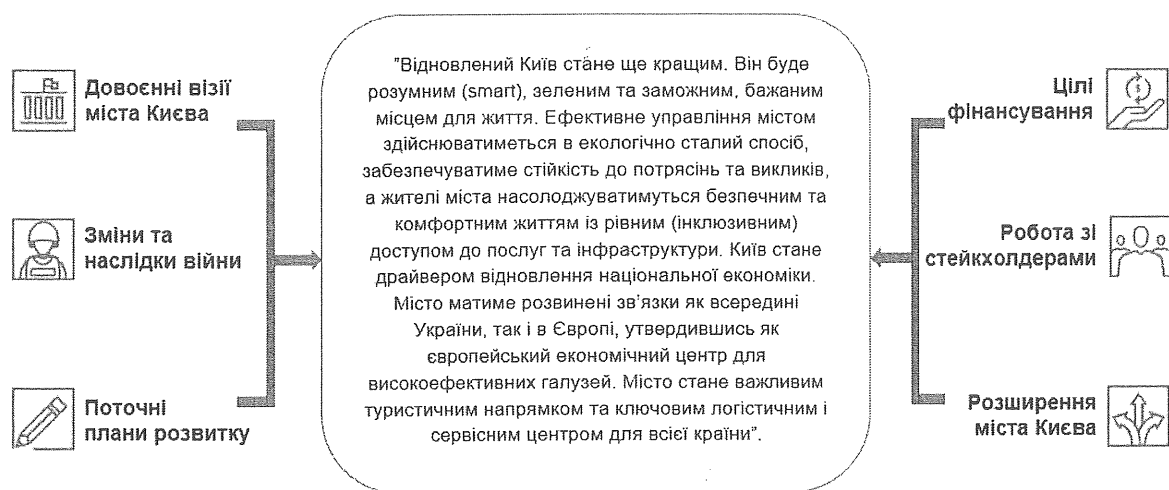 Довоєнні візії
міста Києва
Зміни та
наслідки війни
Поточні
плани розвитку
"Відновлений Київ стане ще кращим. Він буде
розумним (smart), зеленим та заможним, бажаним
місцем для життя. Ефективне управління містом
здійснюватиметься в екологічно сталий спосіб,
забезпечуватиме стійкість до потрясінь та викликів,
а жителі міста насолоджуватимуться безпечним та
комфортним життям із рівним (інклюзивним)
доступом до послуг та інфраструктури. Київ стане
драйвером відновлення національної економіки.
Місто матиме розвинені зв'язки як всередині
України, так і в Європі, утвердившись як
європейський економічний центр для
високоефективних галузей. Місто стане важливим
туристичним напрямком та ключовим логістичним і
сервісним центром для всієї країни".
Цілі
фінансування
Робота зі
стейкхолдерами
Розширення
міста Києва